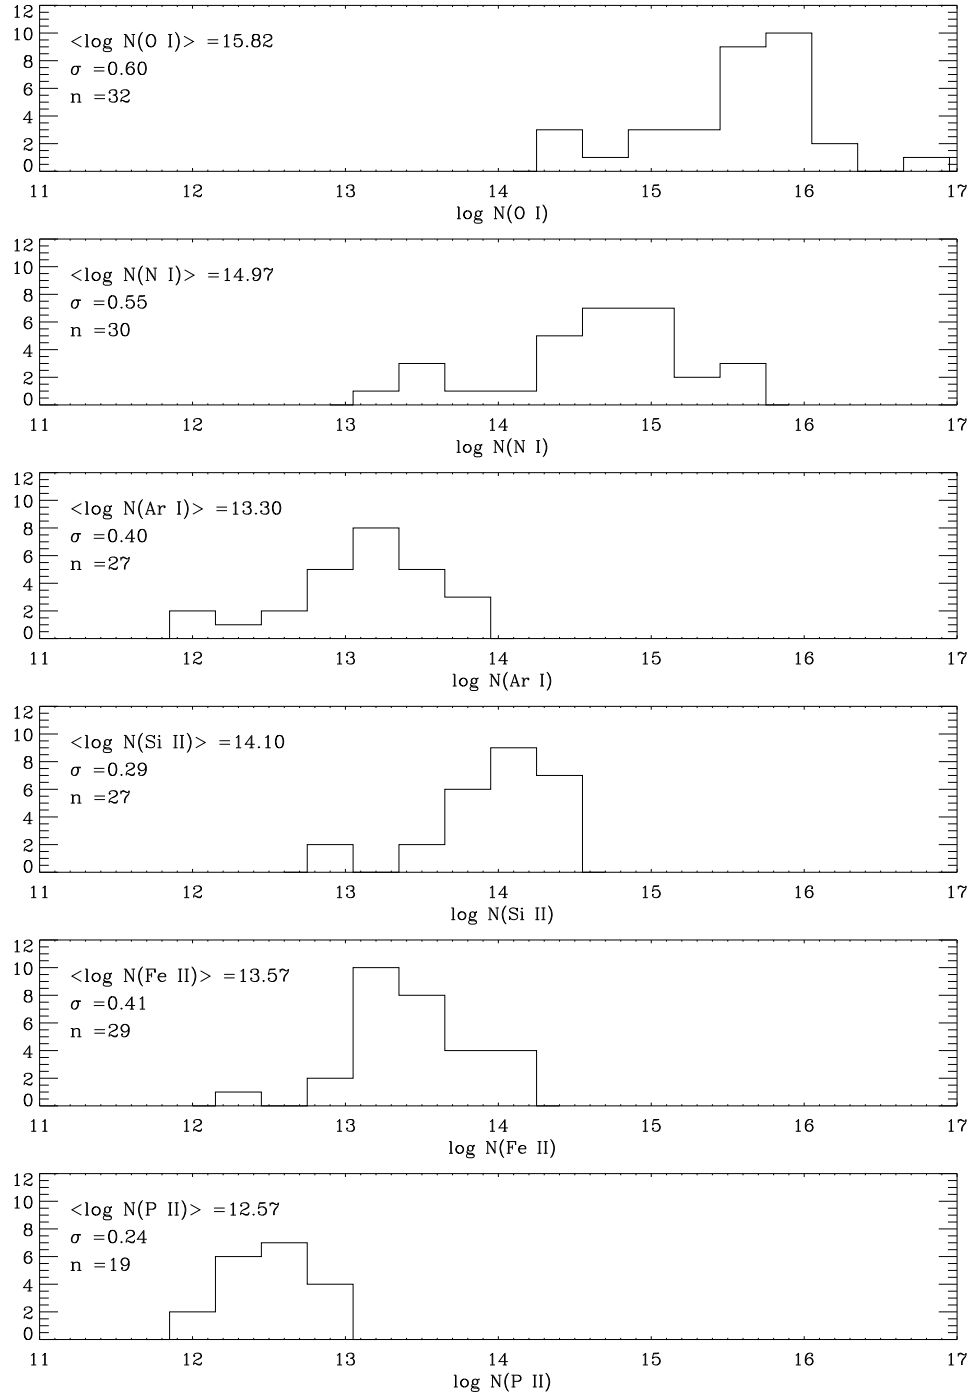 12
10
8
6
4
2
0
<log N(O I)> =15.82
σ =0.60
n =32
11 12 13 14 15 16 17
log N(O I)
12
10
8
6
4
2
0
<log N(N I)> =14.97
σ =0.55
n =30
11 12 13 14 15 16 17
log N(N I)
12
10
8
6
4
2
0
<log N(Ar I)> =13.30
σ =0.40
n =27
11 12 13 14 15 16 17
log N(Ar I)
12
10
8
6
4
2
0
<log N(Si II)> =14.10
σ =0.29
n =27
11 12 13 14 15 16 17
log N(Si II)
12
10
8
6
4
2
0
<log N(Fe II)> =13.57
σ =0.41
n =29
11 12 13 14 15 16 17
log N(Fe II)
12
10
8
6
4
2
0
<log N(P II)> =12.57
σ =0.24
n =19
11 12 13 14 15 16 17
log N(P II)